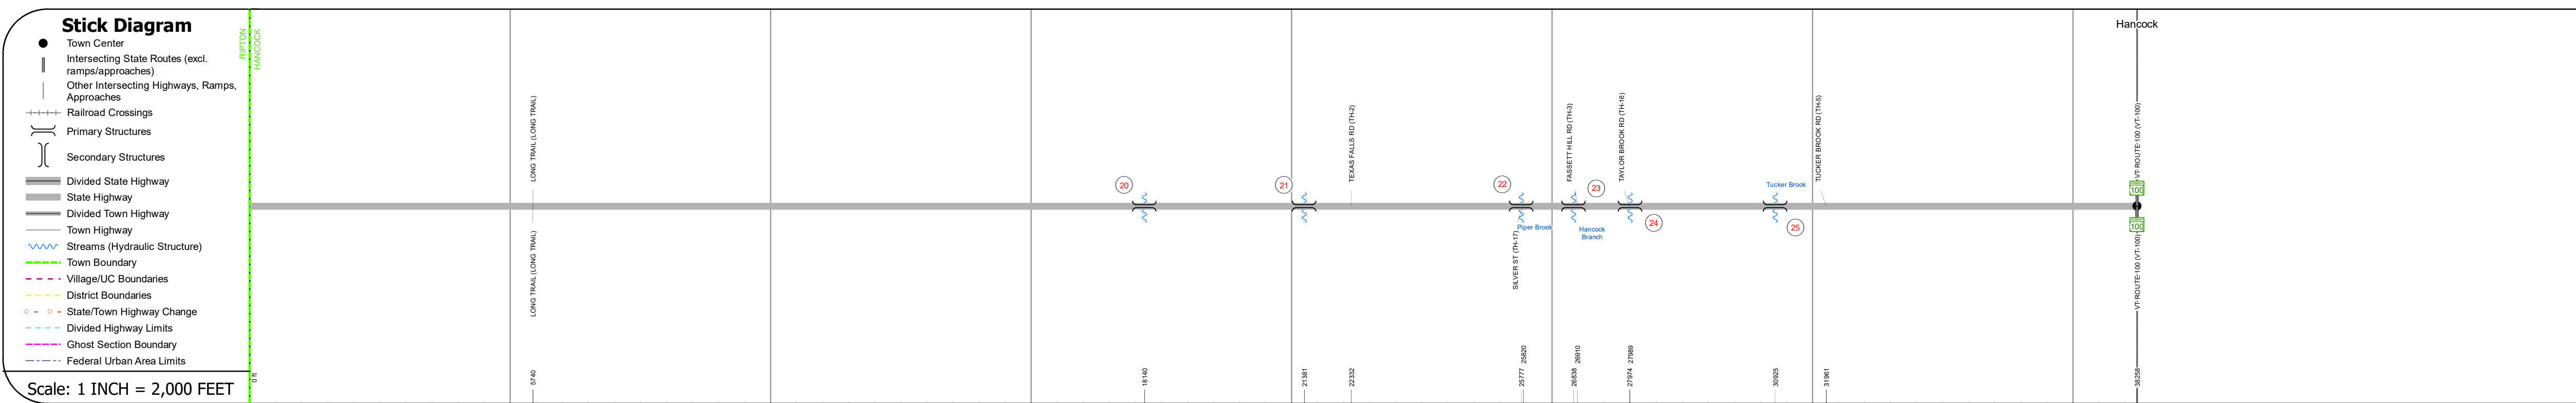 Stick Diagram
Town Center
Intersecting State Routes (excl.
ramps/approaches)
Other Intersecting Highways, Ramps,
Approaches
Railroad Crossings
Primary Structures
Secondary Structures
Divided State Highway
State Highway
Divided Town Highway
Town Highway
Streams (Hydraulic Structure)
Town Boundary
Village/UC Boundaries
District Boundaries
State/Town Highway Change
Divided Highway Limits
Ghost Section Boundary
Federal Urban Area Limits
Scale: 1 INCH = 2,000 FEET
RIPTON
HANCOCK
Hancock
LONG TRAIL (LONG TRAIL)
TEXAS FALLS RD (TH-2)
FASSETT HILL RD (TH-3)
TAYLOR BROOK RD (TH-16)
TUCKER BROOK RD (TH-5)
VT-ROUTE-100 (VT-100)
20
21
22
23
Tucker Brook
100
100
24
25
Piper Brook
Hancock
Branch
LONG TRAIL (LONG TRAIL)
SILVER ST (TH-17)
VT-ROUTE-100 (VT-100)
0 ft
5740
18140
21381
22332
25777 25820
26838 26910
27974 27989
30925
31961
38258